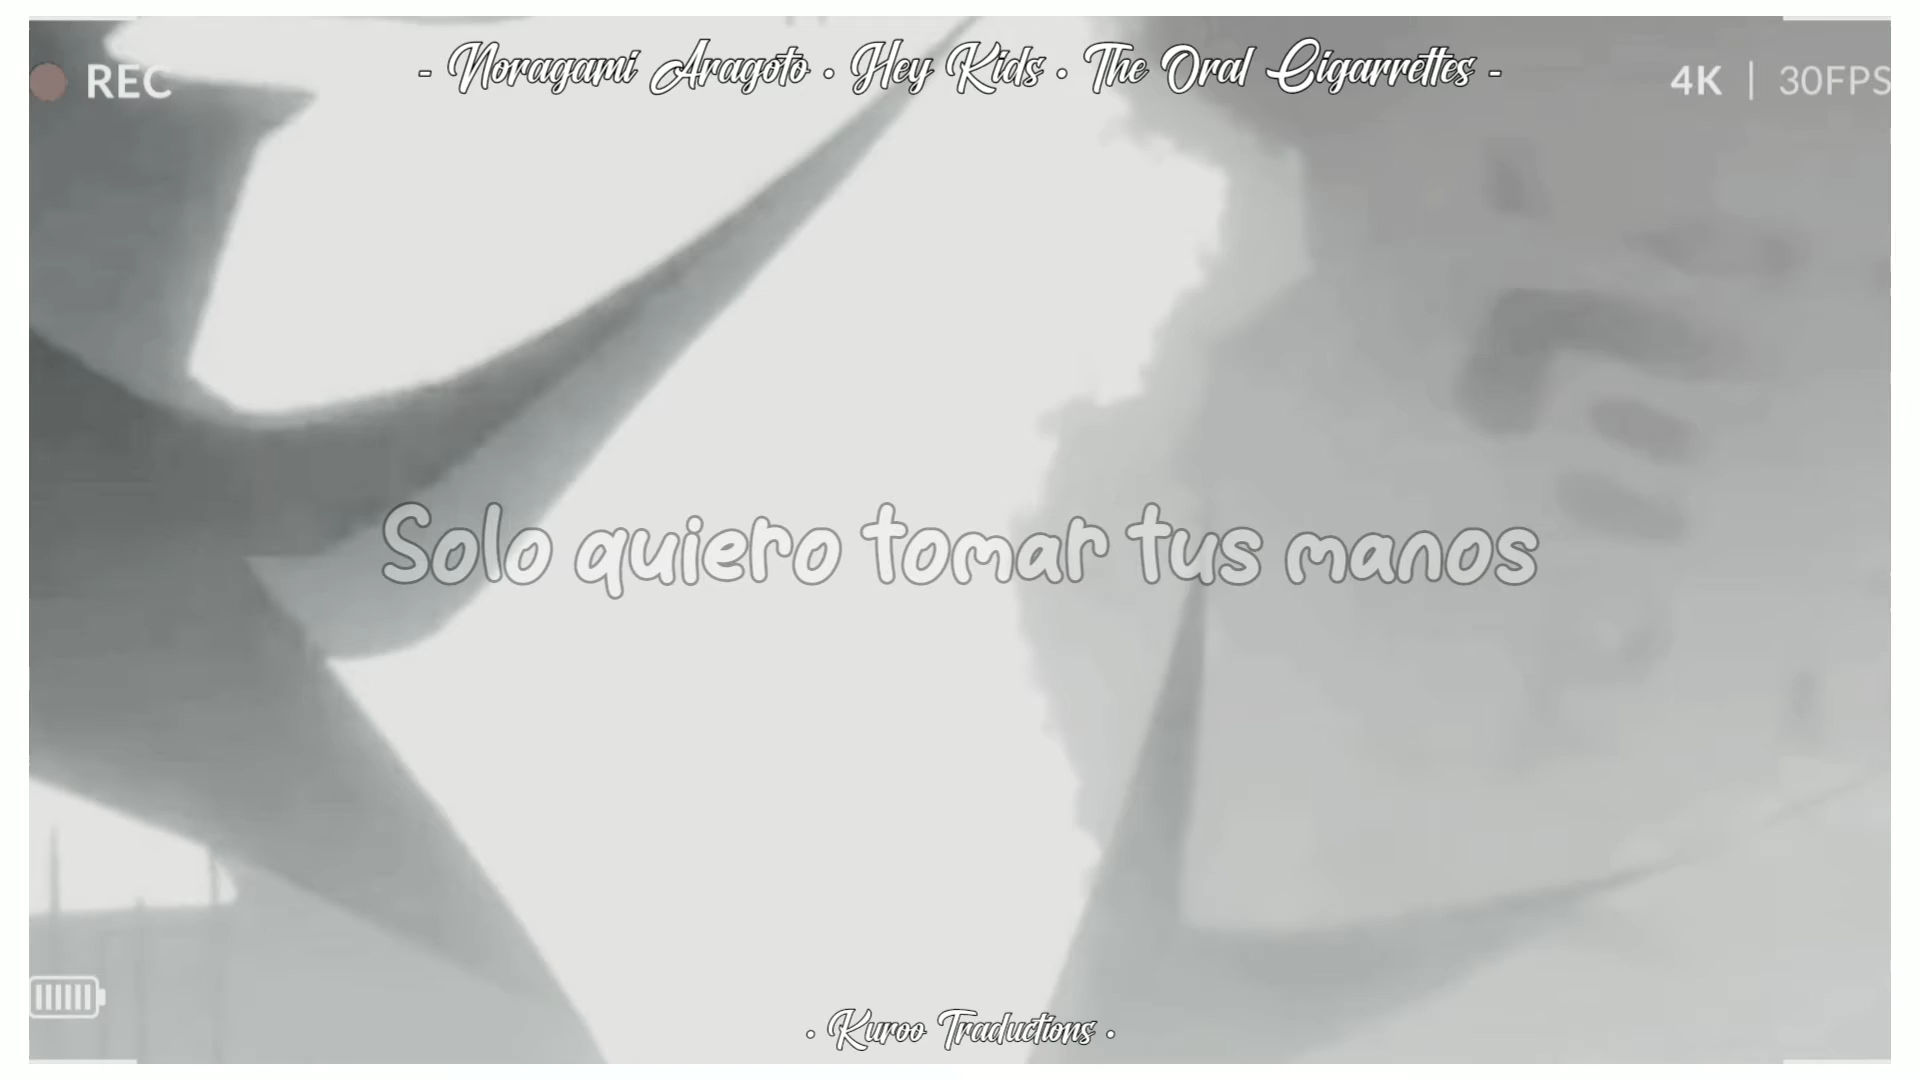 - Noragami Aragoto • Hey Kids • The Oral Cigarrettes -
REC
4K | 30FPS
Solo quiero tomar tus manos
• Kuroo Traductions •